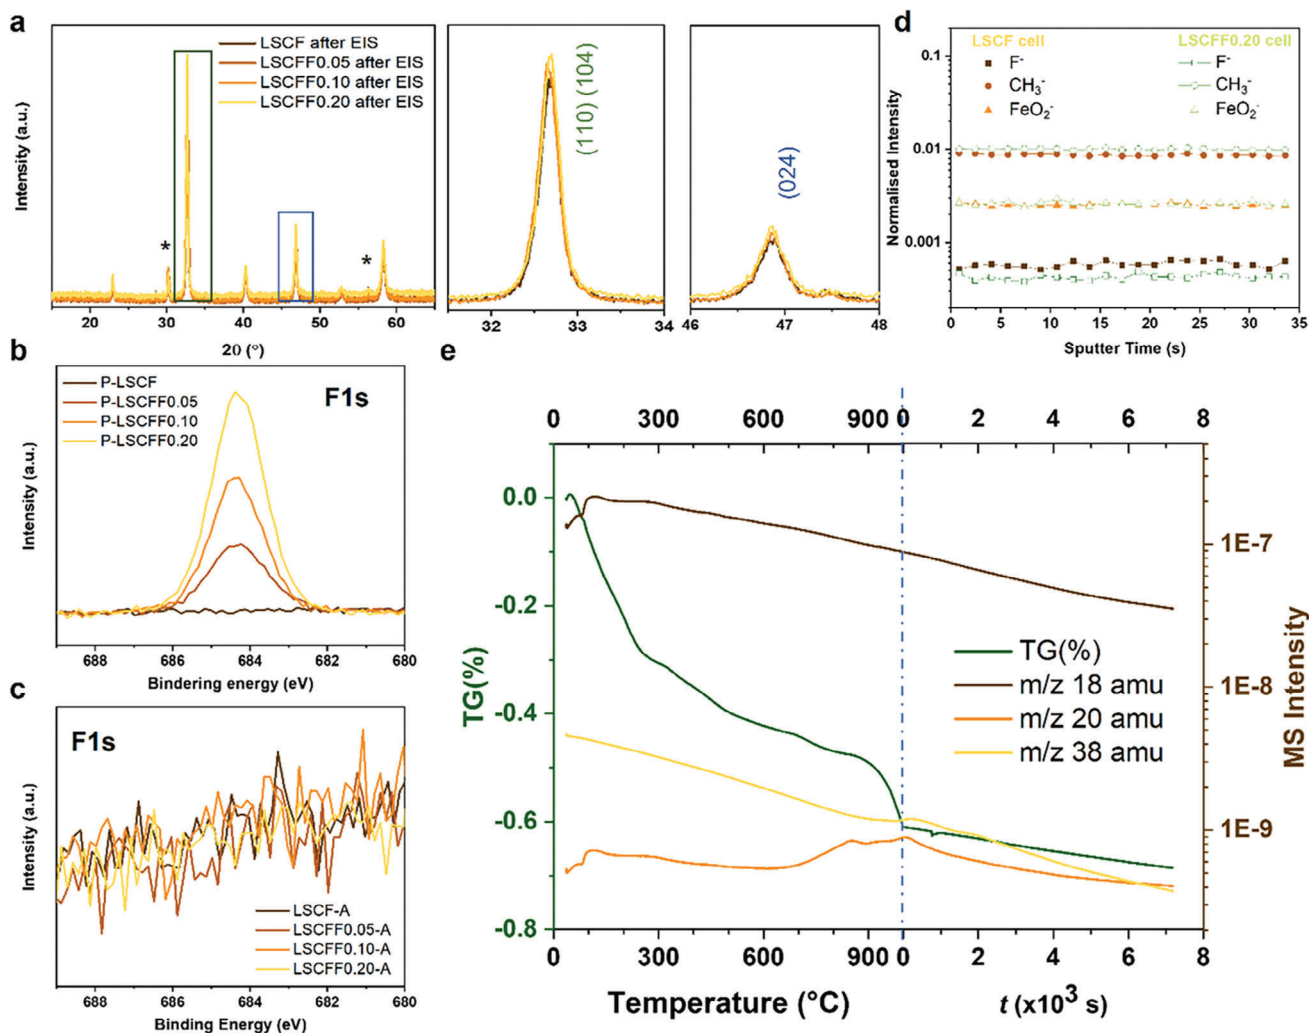 a
Intensity (a.u.)
LSCF after EIS
LSCFF0.05 after EIS
LSCFF0.10 after EIS
LSCFF0.20 after EIS
*
*
20 30 40 50 60
2θ (°)
(110) (104)
32 33 34
(024)
46 47 48
d
Normalised Intensity
0.1
0.01
0.001
LSCF cell
F-
CH3-
FeO2-
LSCFF0.20 cell
F-
CH3-
FeO2-
0 5 10 15 20 25 30 35
Sputter Time (s)
b
Intensity (a.u.)
P-LSCF
P-LSCFF0.05
P-LSCFF0.10
P-LSCFF0.20
F1s
688 686 684 682 680
Bindering energy (eV)
c
Intensity (a.u.)
F1s
LSCF-A
LSCFF0.05-A
LSCFF0.10-A
LSCFF0.20-A
688 686 684 682 680
Binding Energy (eV)
e
0 300 600 900 0 2 4 6 8
TG(%)
0.0
-0.2
-0.4
-0.6
-0.8
TG(%)
m/z 18 amu
m/z 20 amu
m/z 38 amu
1E-7
1E-8
1E-9
MS Intensity
0 300 600 900 0 2 4 6 8
Temperature (°C)
t (x10³ s)